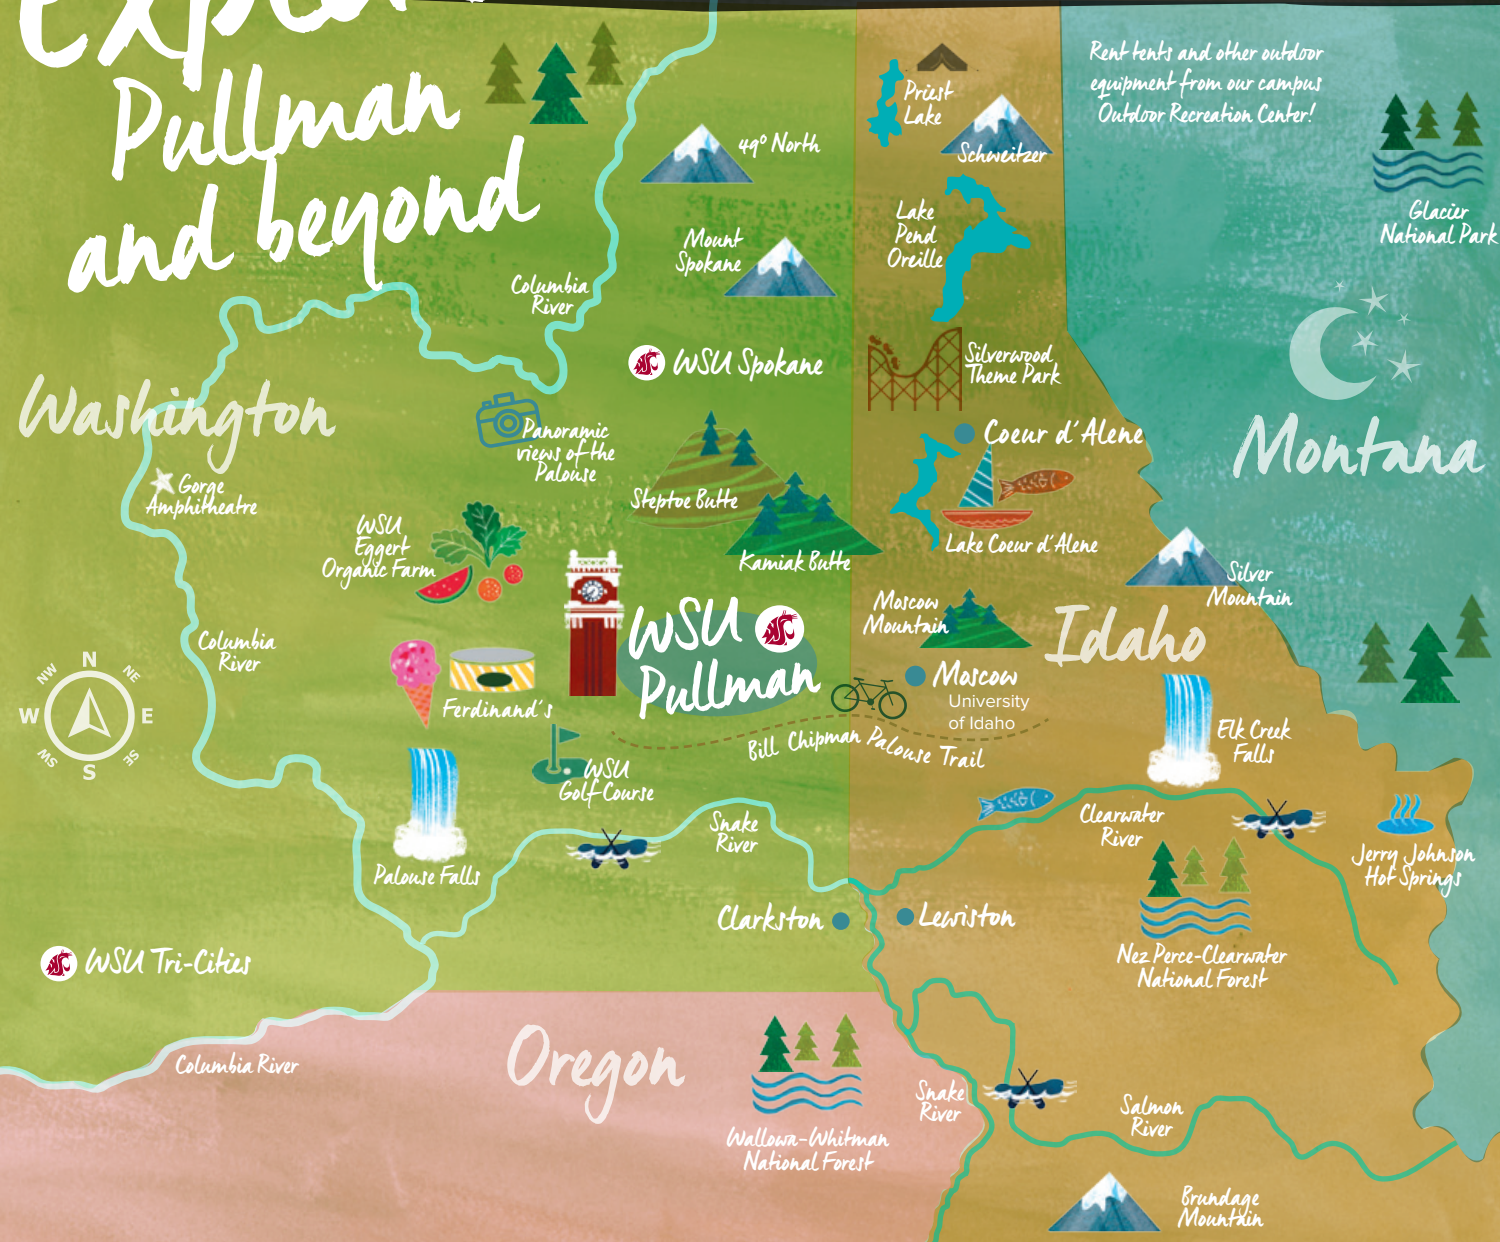 Explore
Pullman
and beyond
Rent tents and other outdoor
equipment from our campus
Outdoor Recreation Center!
Priest
Lake
49° North
Schweitzer
Glacier
National Park
Lake
Pend
Oreille
Mount
Spokane
Columbia
River
WSU Spokane
Silverwood
Theme Park
Washington
Montana
Panoramic
views of the
Palouse
Coeur d'Alene
Gorge
Amphitheatre
Steptoe Butte
WSU
Eggert
Organic Farm
Kamiak Butte
Lake Coeur d'Alene
Silver
Mountain
Moscow
Mountain
Idaho
Columbia
River
WSU
Pullman
Moscow
University
of Idaho
N
NE
E
SE
S
SW
W
NW
Ferdinand's
Bill Chipman Palouse Trail
Elk Creek
Falls
WSU
Golf Course
Snake
River
Clearwater
River
Jerry Johnson
Hot Springs
Palouse Falls
Clarkston
Lewiston
WSU Tri-Cities
Nez Perce-Clearwater
National Forest
Columbia River
Oregon
Snake
River
Salmon
River
Wallowa-Whitman
National Forest
Brundage
Mountain